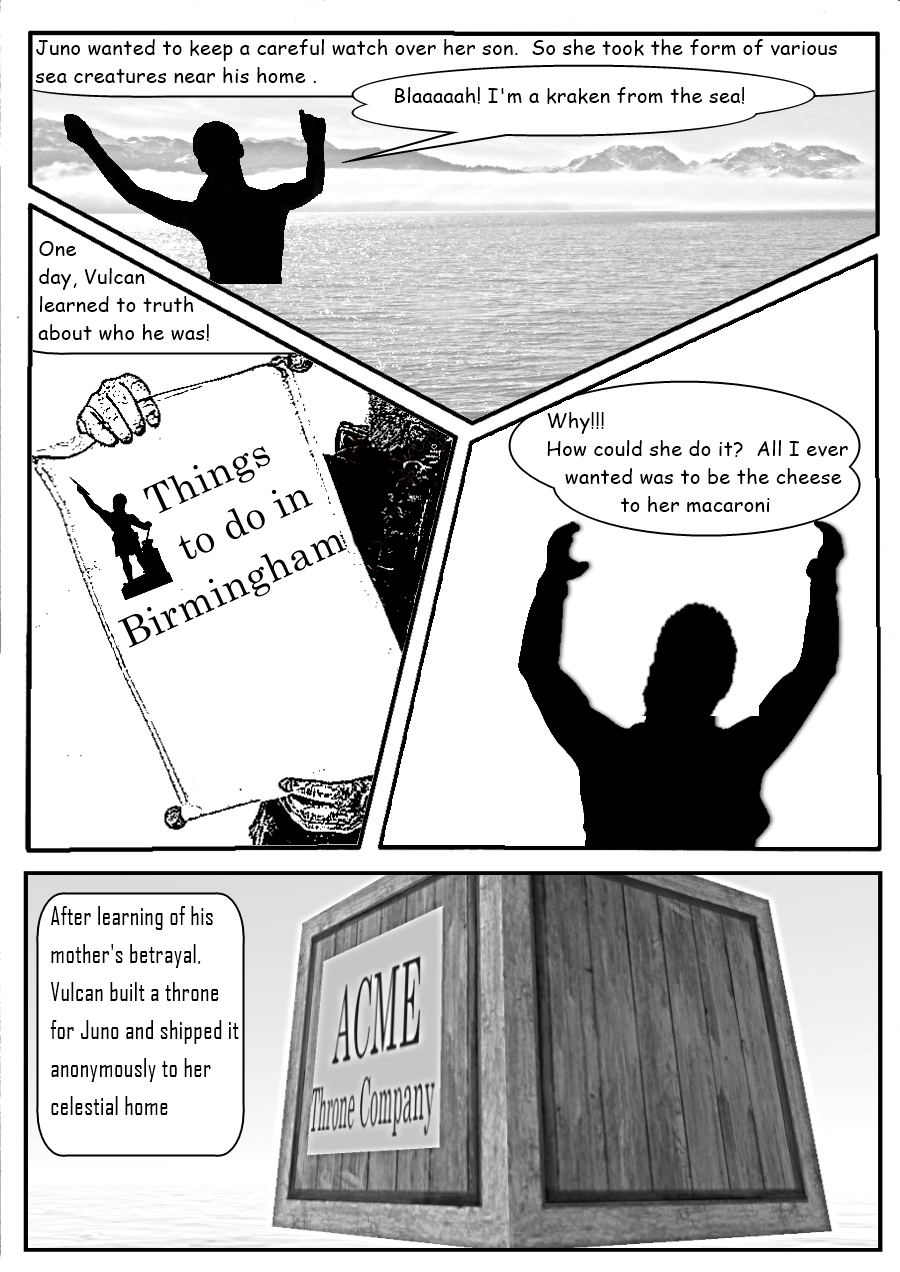 Juno wanted to keep a careful watch over her son.  So she took the form of various
sea creatures near his home .
Blaaaaah! I'm a kraken from the sea!
One
day, Vulcan
learned to truth
about who he was!
Things
to do in
Birmingham
Why!!!
How could she do it?  All I ever
wanted was to be the cheese
to her macaroni
After learning of his
mother's betrayal,
Vulcan built a throne
for Juno and shipped it
anonymously to her
celestial home
ACME
Throne Company